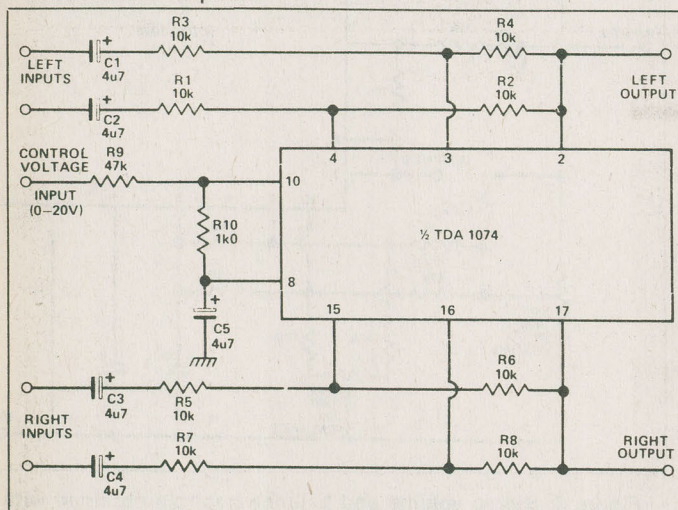 R3
10k
R4
10k
LEFT
INPUTS
C1
4u7
R1
10k
R2
10k
LEFT
OUTPUT
C2
4u7
CONTROL
VOLTAGE
R9
47k
4
3
2
INPUT
(0–20V)
10
R10
1k0
½ TDA 1074
8
C5
4u7
15
16
17
R6
10k
C3
4u7
R5
10k
RIGHT
INPUTS
R7
10k
R8
10k
RIGHT
OUTPUT
C4
4u7